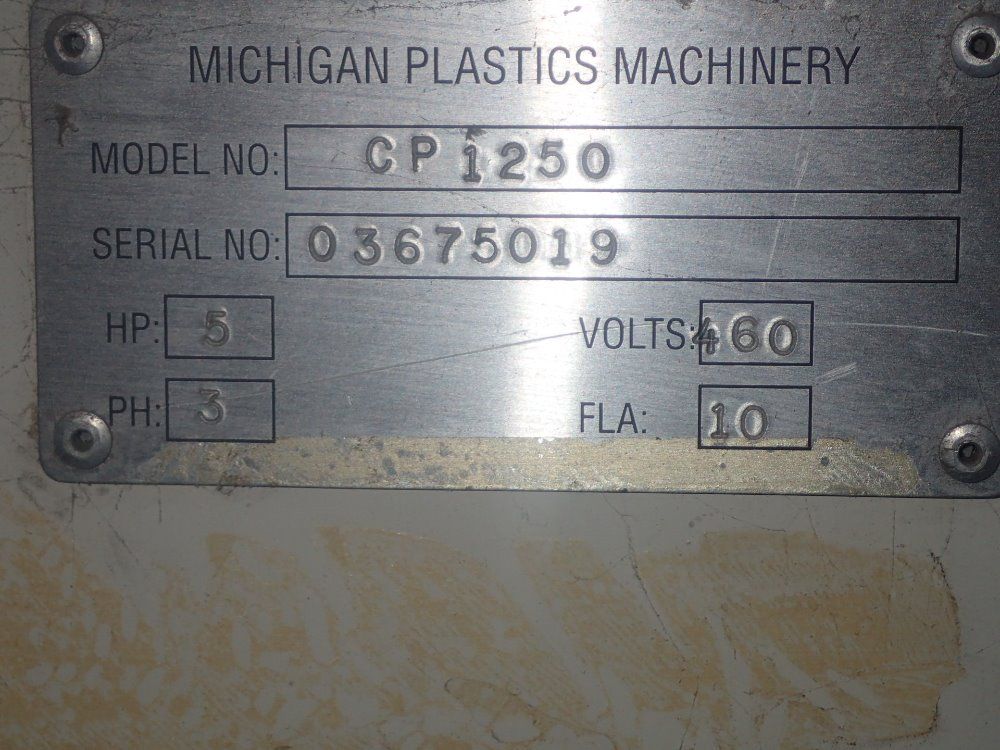 MICHIGAN PLASTICS MACHINERY
MODEL NO: CP1250
SERIAL NO: 03675019
HP: 5 VOLTS: 460
PH: 3 FLA: 10